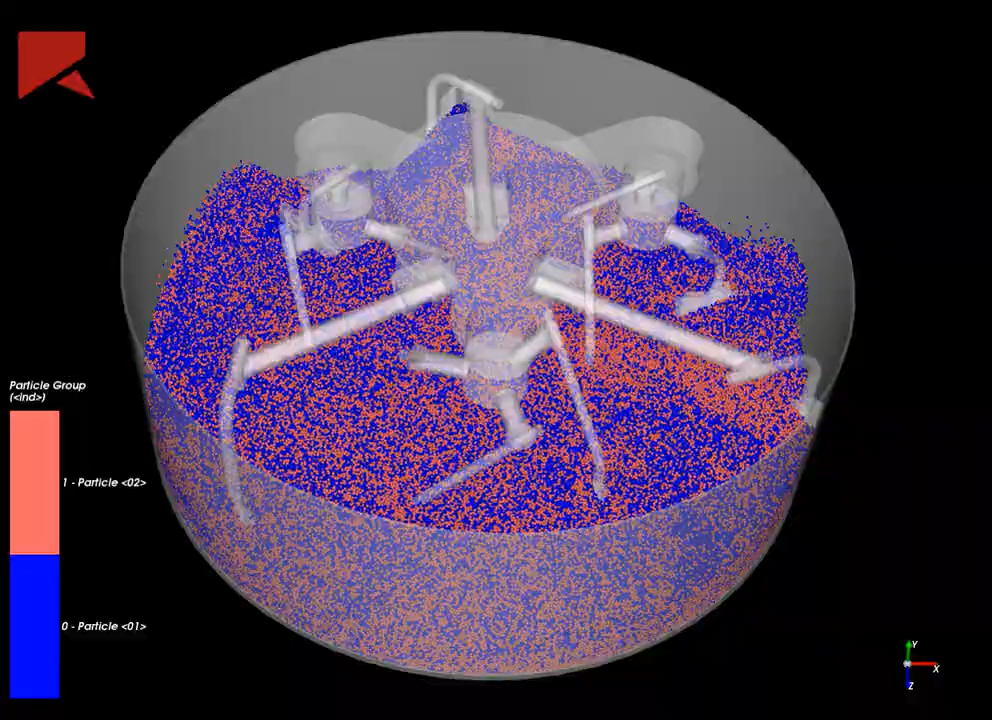 Particle Group
(<ind>)
1 - Particle <02>
0 - Particle <01>
Y
X
Z